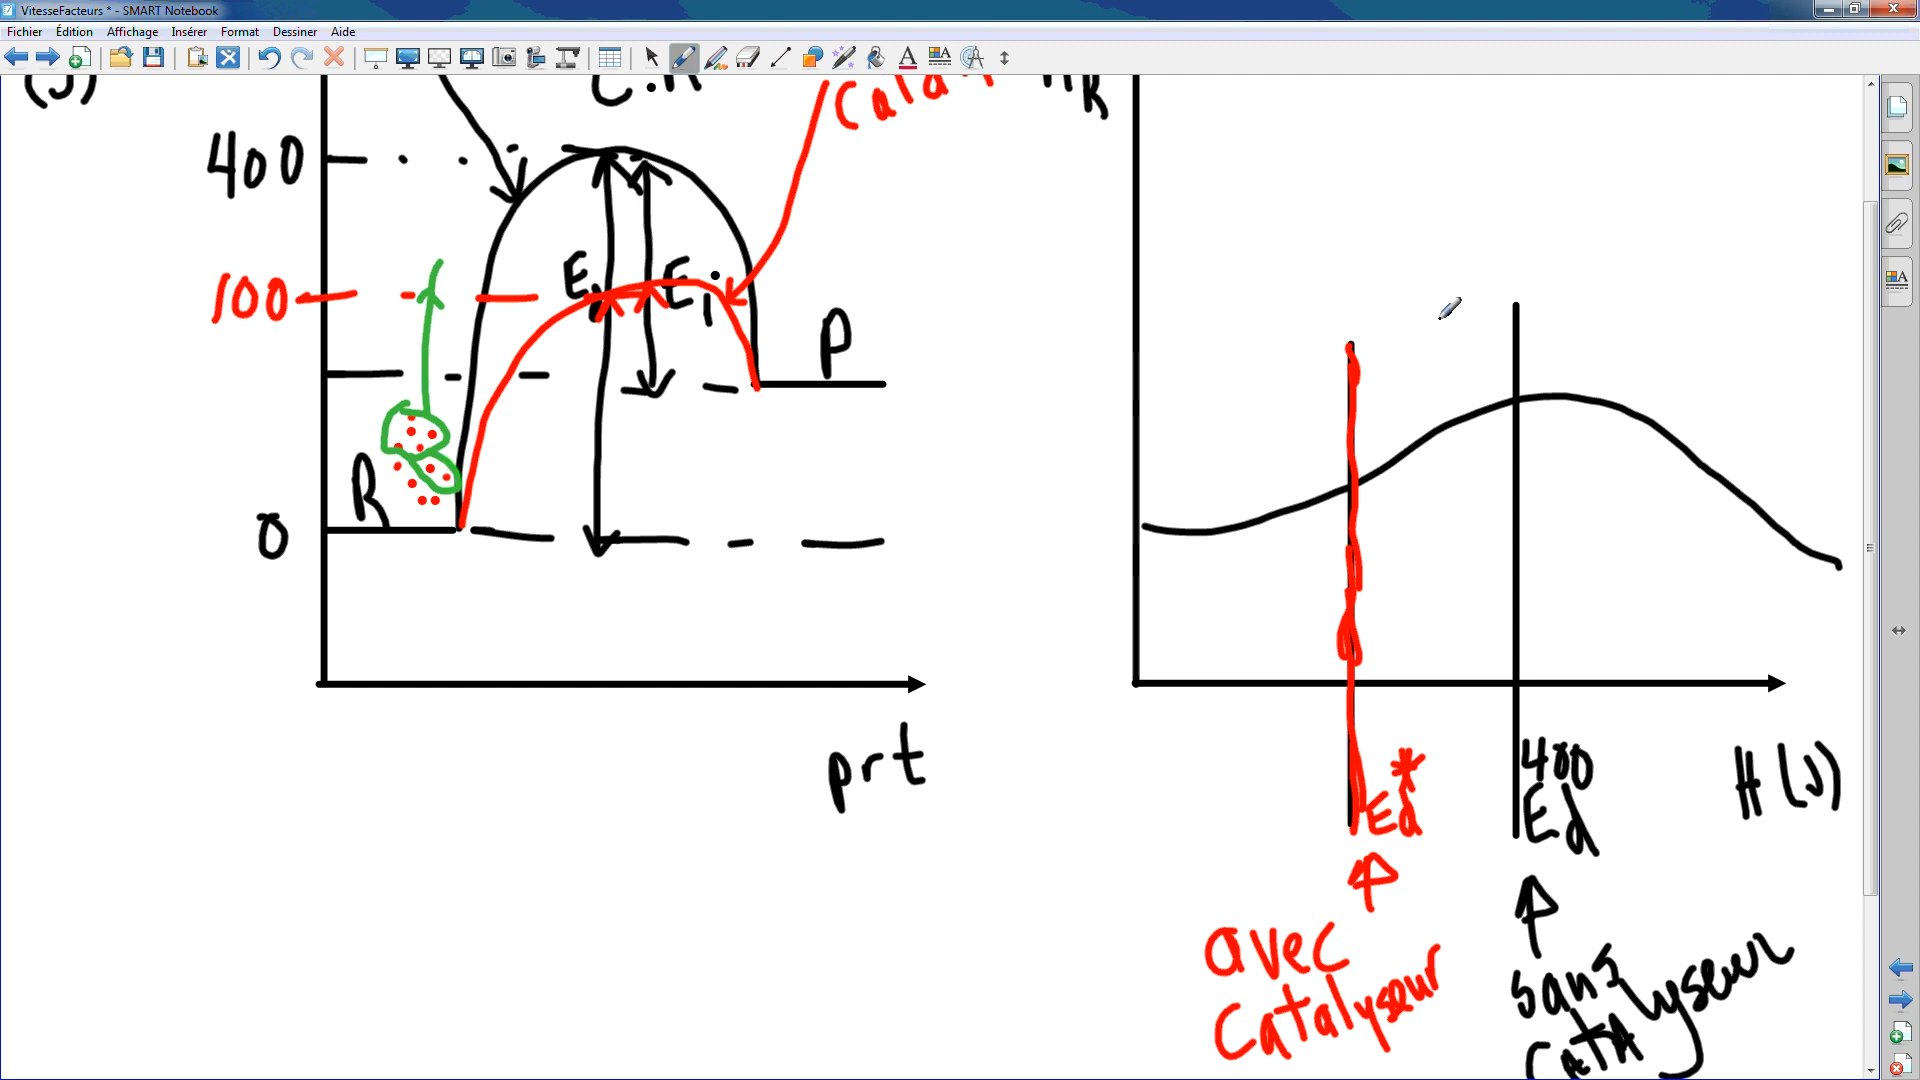 VitesseFacteurs * - SMART Notebook
Fichier Édition Affichage Insérer Format Dessiner Aide
(J)
C.A
400
Ed
Ei
100
P
R
0
prt
400
Ed*
Ed
H(J)
avec
catalyseur
sans
catalyseur